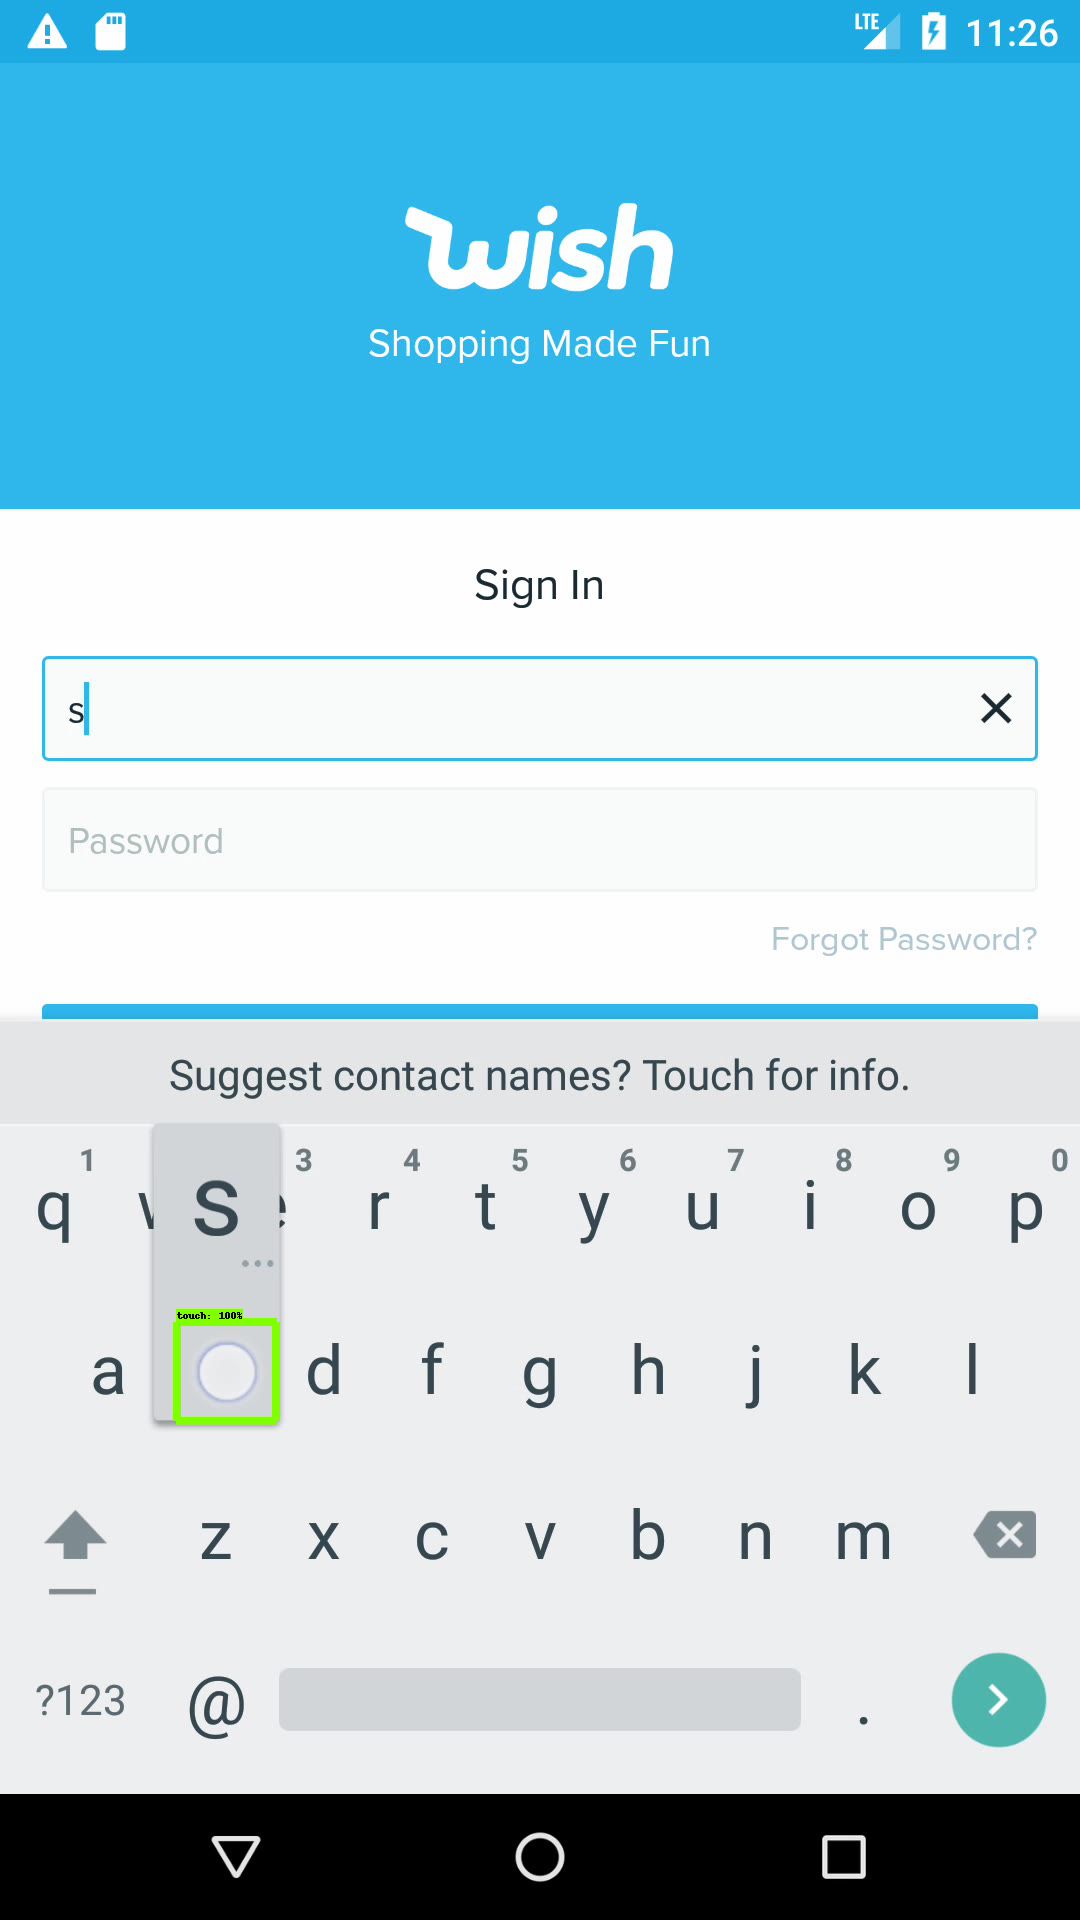 LTE 11:26
wish
Shopping Made Fun
Sign In
s
Password
Forgot Password?
Suggest contact names? Touch for info.
1 3 4 5 6 7 8 9 0
q w s e r t y u i o p
touch: 100%
a d f g h j k l
z x c v b n m
?123 @ .